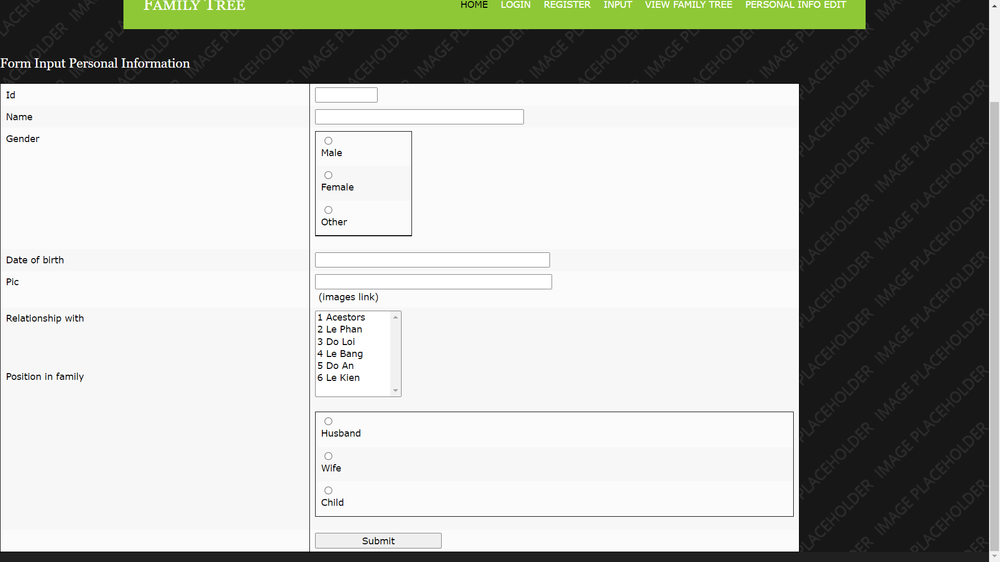 FAMILY TREE
HOME LOGIN REGISTER INPUT VIEW FAMILY TREE PERSONAL INFO EDIT
Form Input Personal Information
Id
Name
Gender
Male
Female
Other
Date of birth
Pic
(images link)
Relationship with
1 Acestors
2 Le Phan
3 Do Loi
4 Le Bang
5 Do An
6 Le Kien
Position in family
Husband
Wife
Child
Submit
IMAGE PLACEHOLDER